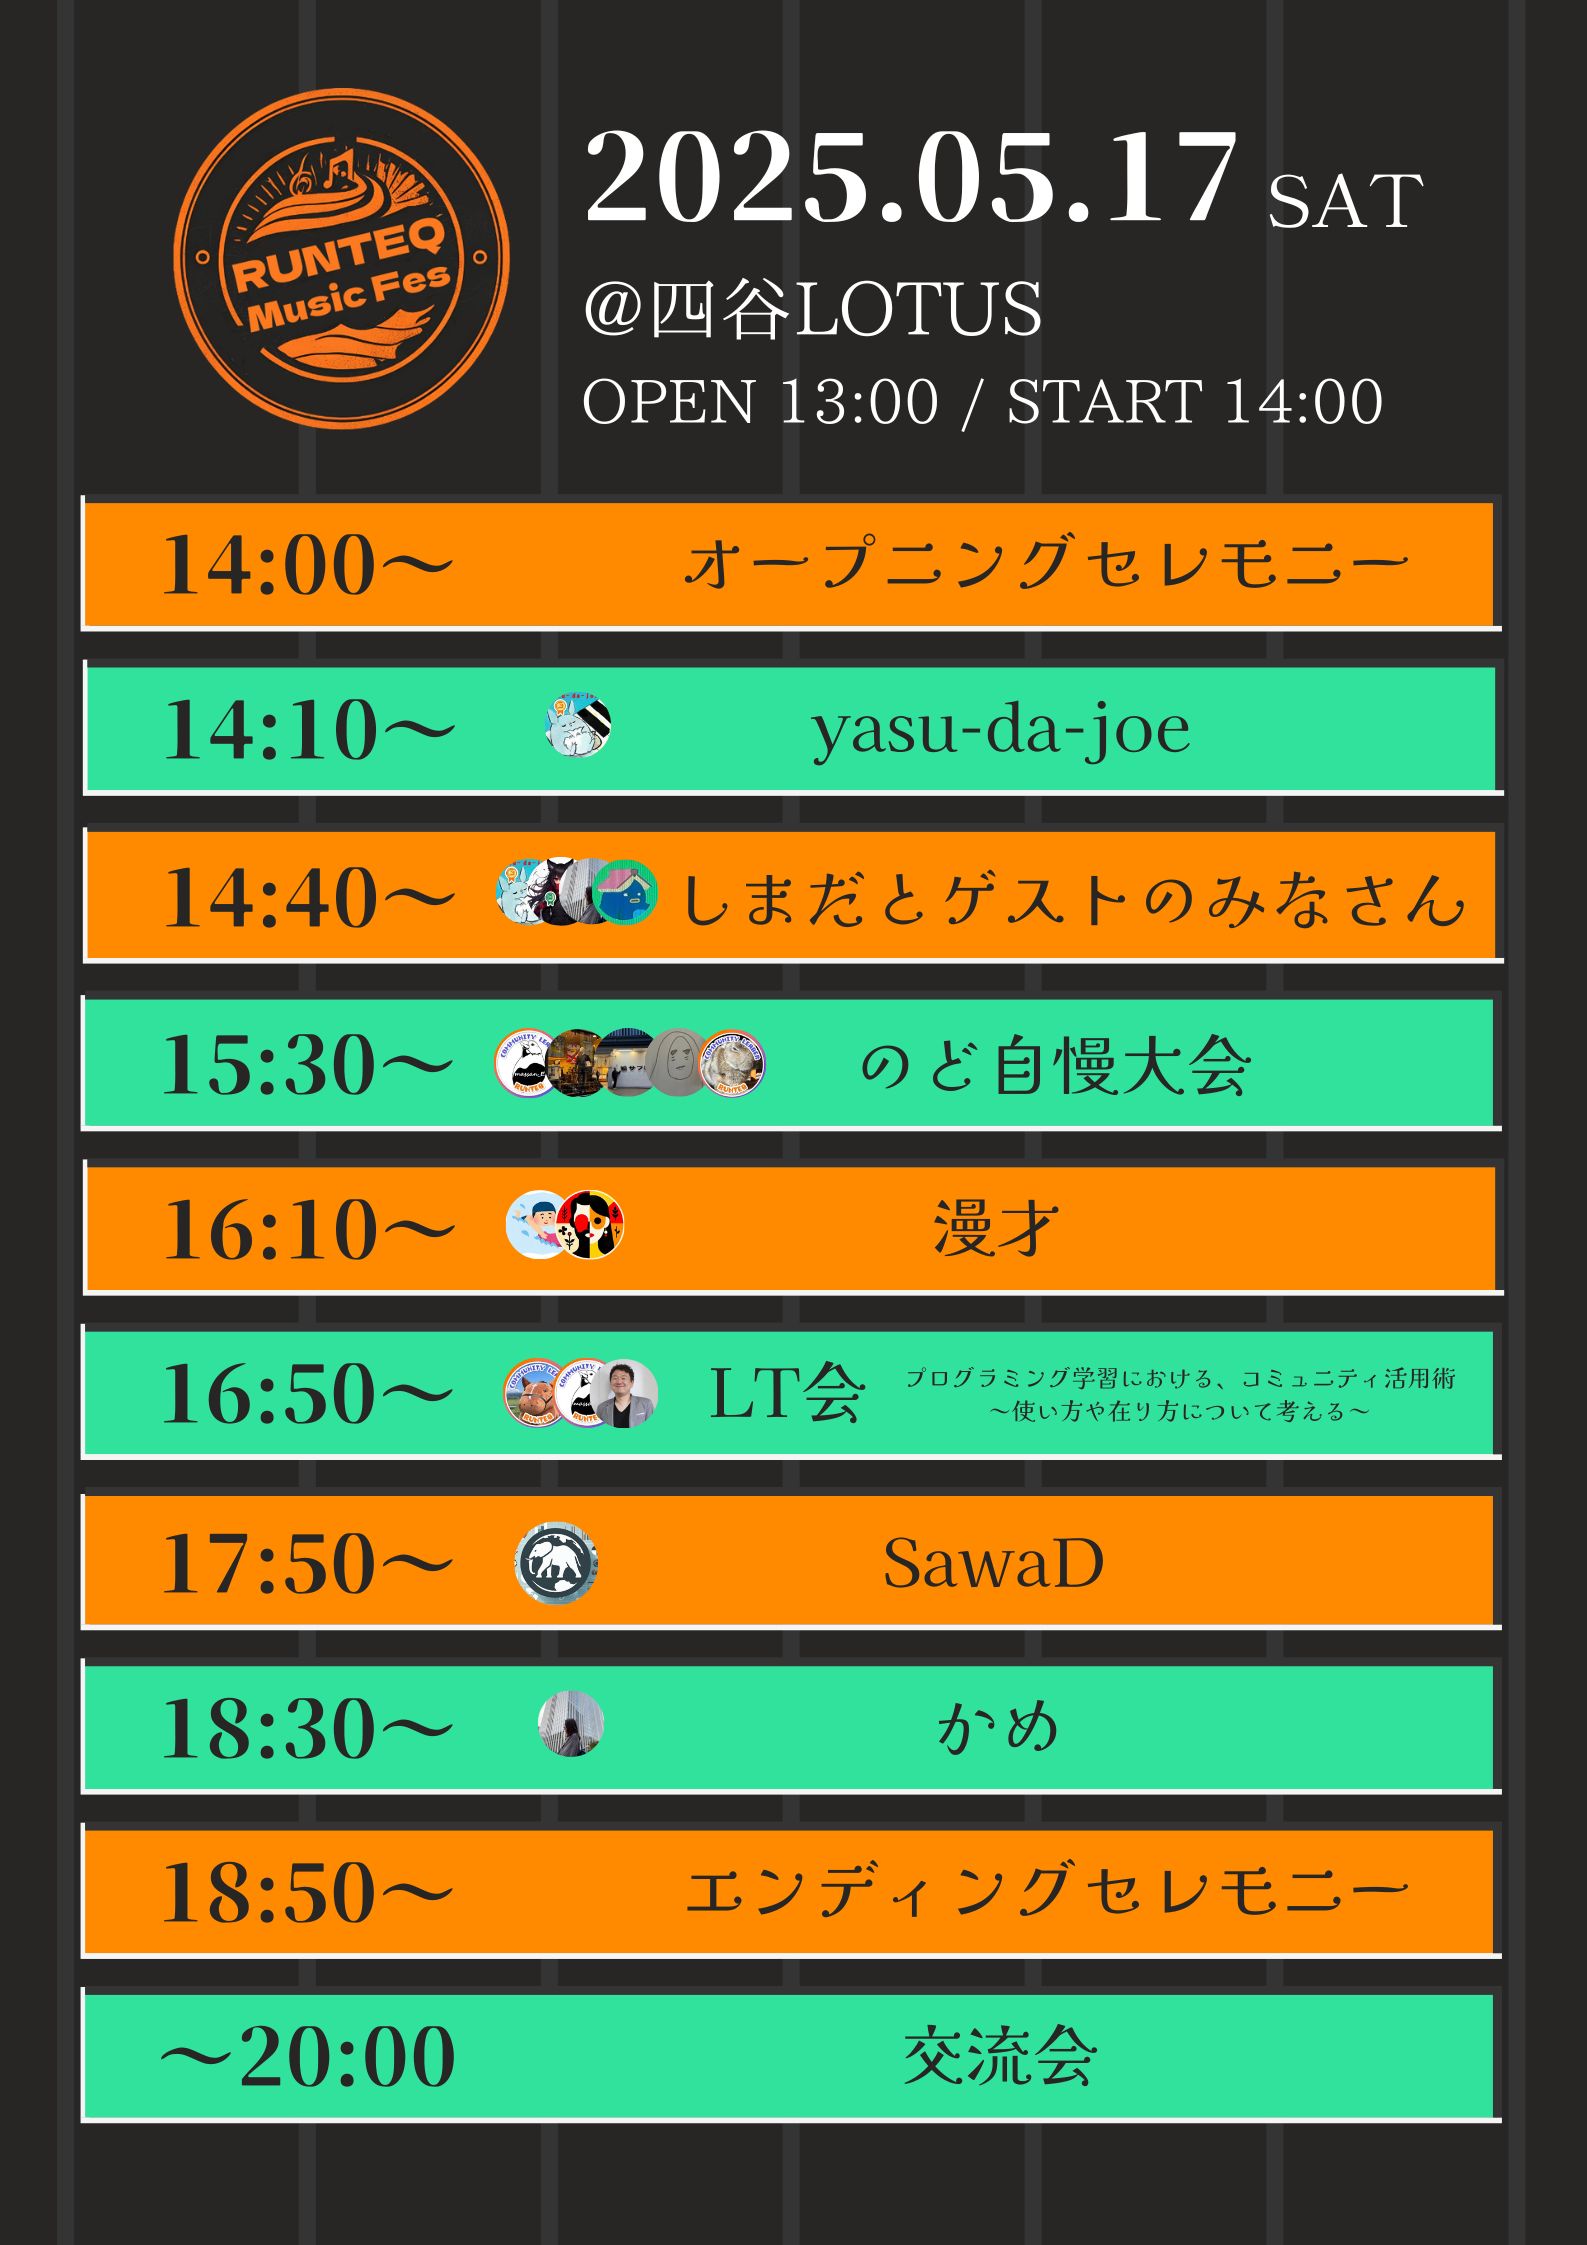 RUNTEQ
Music Fes
2025.05.17 SAT
@四谷LOTUS
OPEN 13:00 / START 14:00
14:00〜 オープニングセレモニー
14:10〜 yasu-da-joe
14:40〜 しまだとゲストのみなさん
15:30〜 のど自慢大会
16:10〜 漫才
16:50〜 LT会 プログラミング学習における、コミュニティ活用術
〜使い方や在り方について考える〜
17:50〜 SawaD
18:30〜 かめ
18:50〜 エンディングセレモニー
〜20:00 交流会